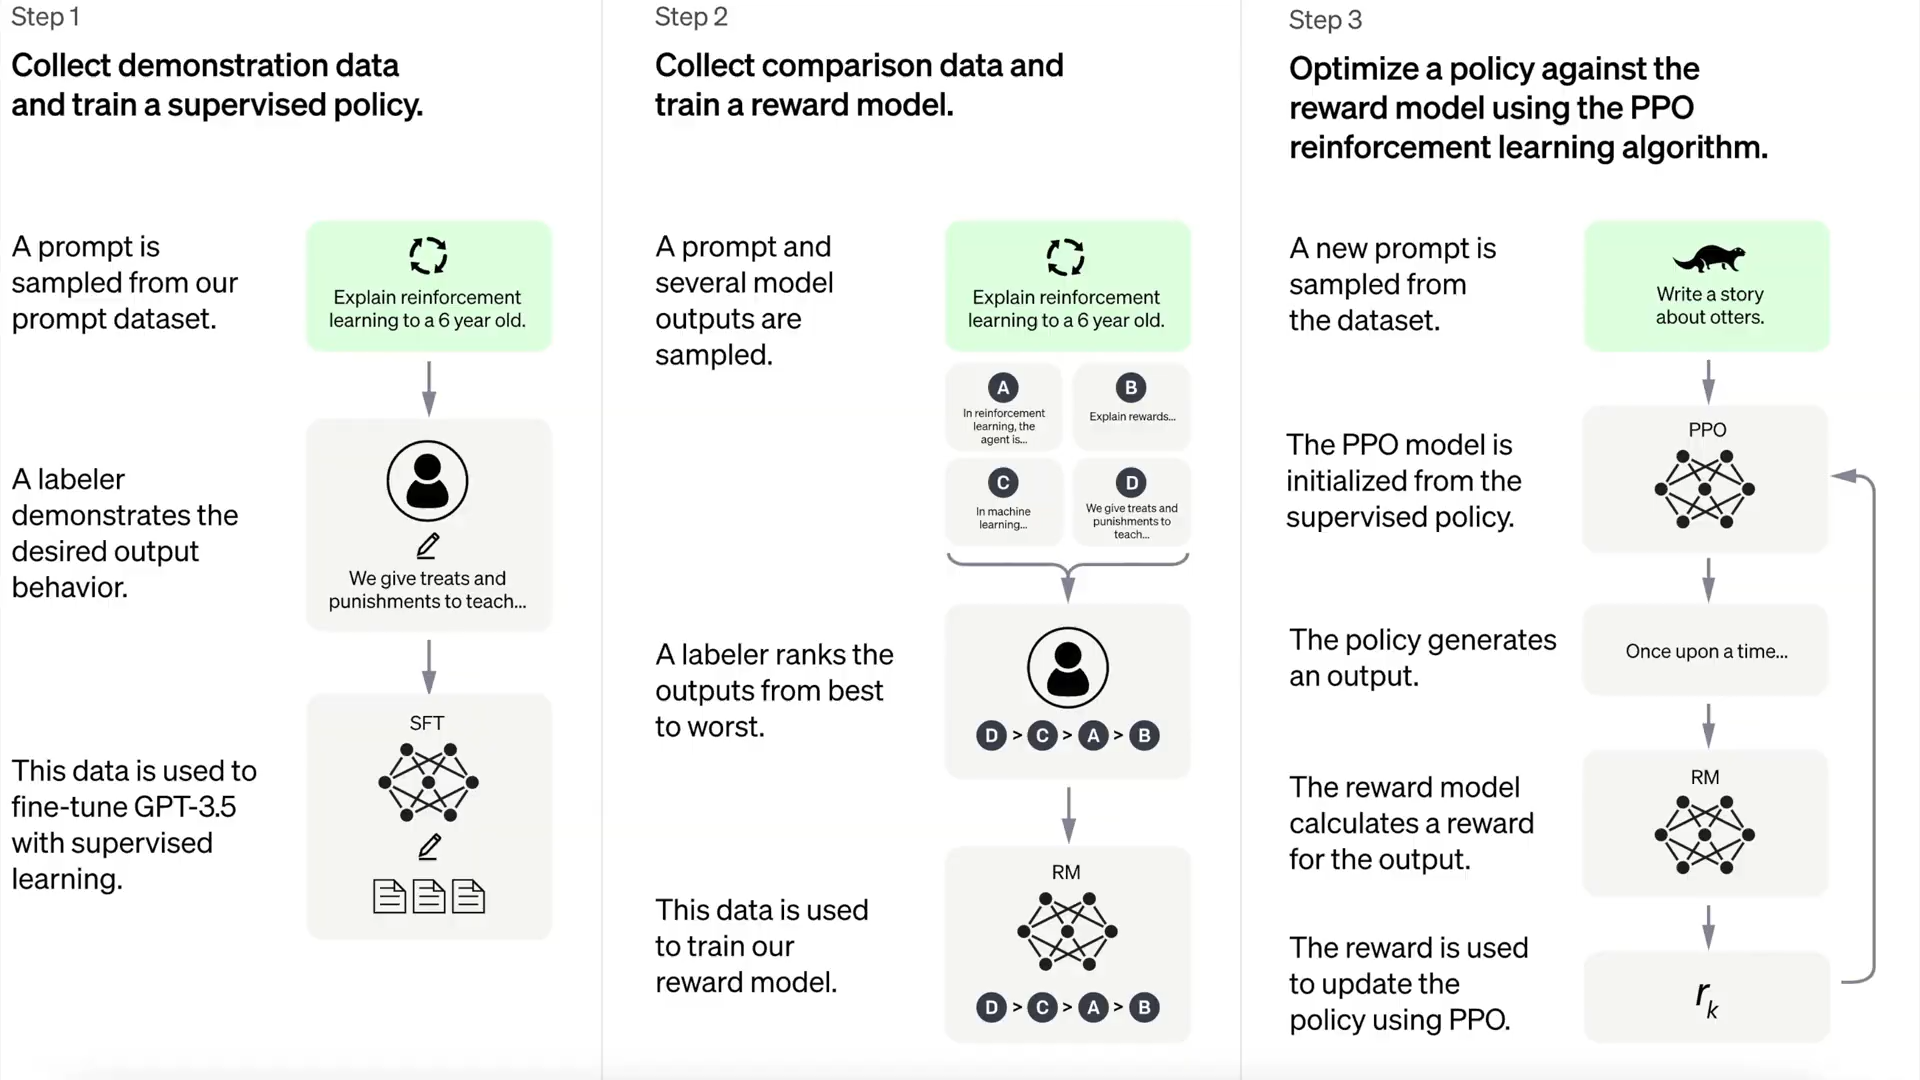 Step 1
Collect demonstration data
and train a supervised policy.
A prompt is
sampled from our
prompt dataset.
Explain reinforcement
learning to a 6 year old.
A labeler
demonstrates the
desired output
behavior.
We give treats and
punishments to teach...
This data is used to
fine-tune GPT-3.5
with supervised
learning.
SFT
Step 2
Collect comparison data and
train a reward model.
A prompt and
several model
outputs are
sampled.
Explain reinforcement
learning to a 6 year old.
A
In reinforcement
learning, the
agent is...
B
Explain rewards...
C
In machine
learning...
D
We give treats and
punishments to
teach...
A labeler ranks the
outputs from best
to worst.
D > C > A > B
This data is used
to train our
reward model.
RM
D > C > A > B
Step 3
Optimize a policy against the
reward model using the PPO
reinforcement learning algorithm.
A new prompt is
sampled from
the dataset.
Write a story
about otters.
The PPO model is
initialized from the
supervised policy.
PPO
The policy generates
an output.
Once upon a time...
The reward model
calculates a reward
for the output.
RM
The reward is used
to update the
policy using PPO.
rk